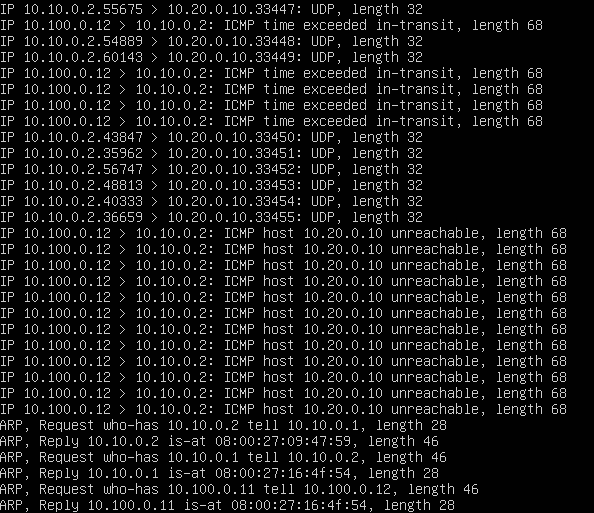 IP 10.10.0.2.55675 > 10.20.0.10.33447: UDP, length 32
IP 10.100.0.12 > 10.10.0.2: ICMP time exceeded in-transit, length 68
IP 10.10.0.2.54889 > 10.20.0.10.33448: UDP, length 32
IP 10.10.0.2.60143 > 10.20.0.10.33449: UDP, length 32
IP 10.100.0.12 > 10.10.0.2: ICMP time exceeded in-transit, length 68
IP 10.100.0.12 > 10.10.0.2: ICMP time exceeded in-transit, length 68
IP 10.100.0.12 > 10.10.0.2: ICMP time exceeded in-transit, length 68
IP 10.100.0.12 > 10.10.0.2: ICMP time exceeded in-transit, length 68
IP 10.10.0.2.43847 > 10.20.0.10.33450: UDP, length 32
IP 10.10.0.2.35962 > 10.20.0.10.33451: UDP, length 32
IP 10.10.0.2.56747 > 10.20.0.10.33452: UDP, length 32
IP 10.10.0.2.48813 > 10.20.0.10.33453: UDP, length 32
IP 10.10.0.2.40333 > 10.20.0.10.33454: UDP, length 32
IP 10.10.0.2.36659 > 10.20.0.10.33455: UDP, length 32
IP 10.100.0.12 > 10.10.0.2: ICMP host 10.20.0.10 unreachable, length 68
IP 10.100.0.12 > 10.10.0.2: ICMP host 10.20.0.10 unreachable, length 68
IP 10.100.0.12 > 10.10.0.2: ICMP host 10.20.0.10 unreachable, length 68
IP 10.100.0.12 > 10.10.0.2: ICMP host 10.20.0.10 unreachable, length 68
IP 10.100.0.12 > 10.10.0.2: ICMP host 10.20.0.10 unreachable, length 68
IP 10.100.0.12 > 10.10.0.2: ICMP host 10.20.0.10 unreachable, length 68
IP 10.100.0.12 > 10.10.0.2: ICMP host 10.20.0.10 unreachable, length 68
IP 10.100.0.12 > 10.10.0.2: ICMP host 10.20.0.10 unreachable, length 68
IP 10.100.0.12 > 10.10.0.2: ICMP host 10.20.0.10 unreachable, length 68
IP 10.100.0.12 > 10.10.0.2: ICMP host 10.20.0.10 unreachable, length 68
IP 10.100.0.12 > 10.10.0.2: ICMP host 10.20.0.10 unreachable, length 68
IP 10.100.0.12 > 10.10.0.2: ICMP host 10.20.0.10 unreachable, length 68
ARP, Request who-has 10.10.0.2 tell 10.10.0.1, length 28
ARP, Reply 10.10.0.2 is-at 08:00:27:09:47:59, length 46
ARP, Request who-has 10.10.0.1 tell 10.10.0.2, length 46
ARP, Reply 10.10.0.1 is-at 08:00:27:16:4f:54, length 28
ARP, Request who-has 10.100.0.11 tell 10.100.0.12, length 46
ARP, Reply 10.100.0.11 is-at 08:00:27:16:4f:54, length 28